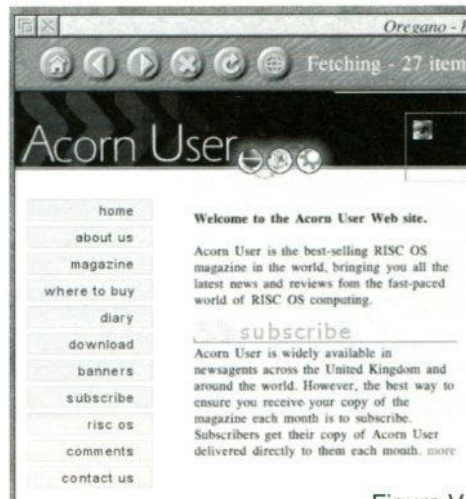 Oregano -
Fetching - 27 item
Acorn User
home
about us
magazine
where to buy
diary
download
banners
subscribe
risc os
comments
contact us
Welcome to the Acorn User Web site.
Acorn User is the best-selling RISC OS
magazine in the world, bringing you all the
latest news and reviews fom the fast-paced
world of RISC OS computing.
subscribe
Acorn User is widely available in
newsagents across the United Kingdom and
around the world. However, the best way to
ensure you receive your copy of the
magazine each month is to subscribe.
Subscribers get their copy of Acorn User
delivered directly to them each month. more